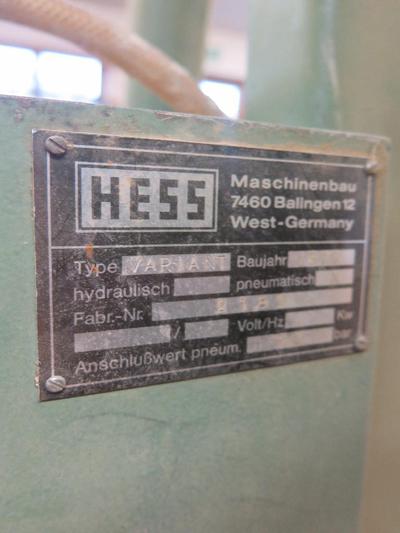 HESS
Maschinenbau
7460 Balingen 12
West-Germany
Type VARIANT Baujahr
hydraulisch pneumatisch
Fabr.-Nr.
/ Volt/Hz Kw
Anschlußwert pneum. bar